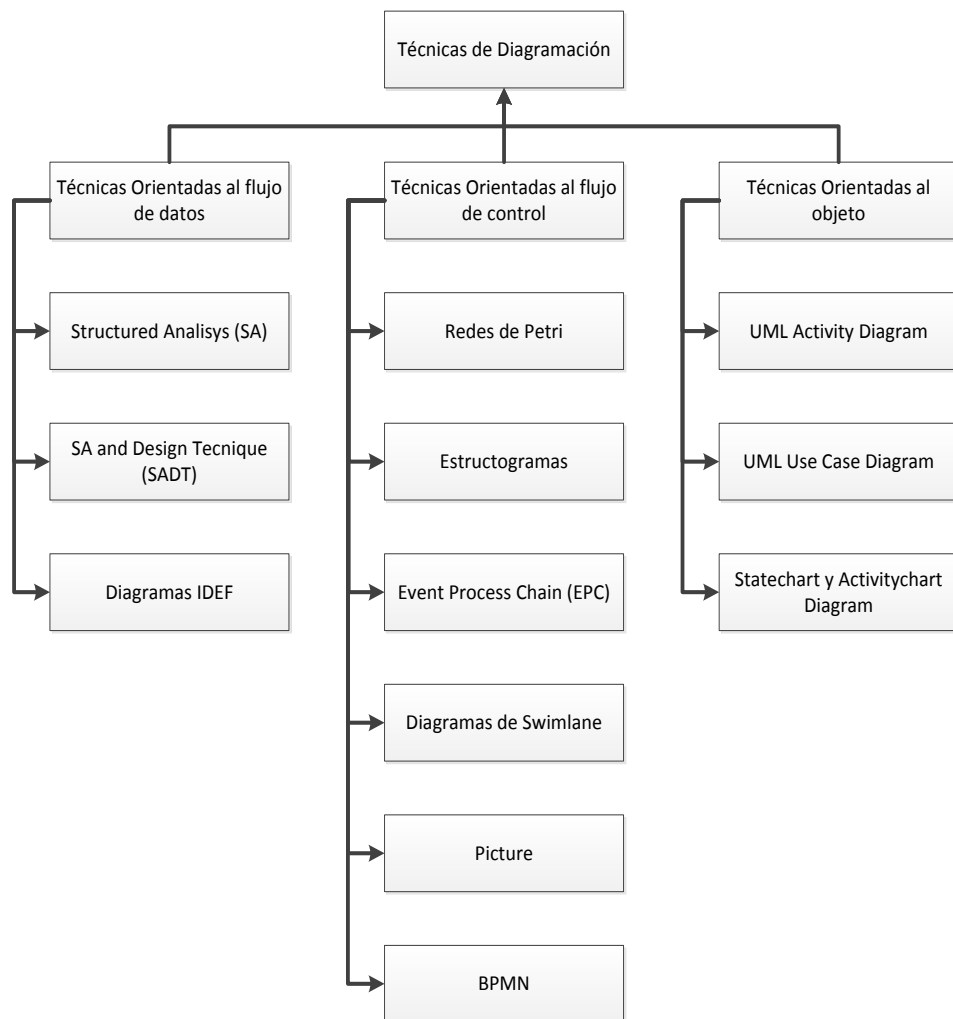 Técnicas de Diagramación
Técnicas Orientadas al flujo
de datos
Structured Analisys (SA)
SA and Design Tecnique
(SADT)
Diagramas IDEF
Técnicas Orientadas al flujo
de control
Redes de Petri
Estructogramas
Event Process Chain (EPC)
Diagramas de Swimlane
Picture
BPMN
Técnicas Orientadas al
objeto
UML Activity Diagram
UML Use Case Diagram
Statechart y Activitychart
Diagram